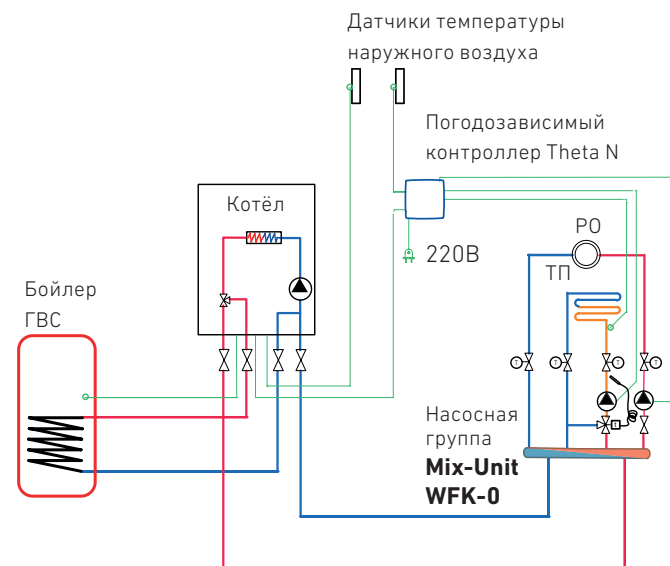 Датчики температуры
наружного воздуха
Погодозависимый
контроллер Theta N
Котёл
220В
РО
ТП
Бойлер
ГВС
Насосная
группа
Mix-Unit
WFK-0
T
T
T
T